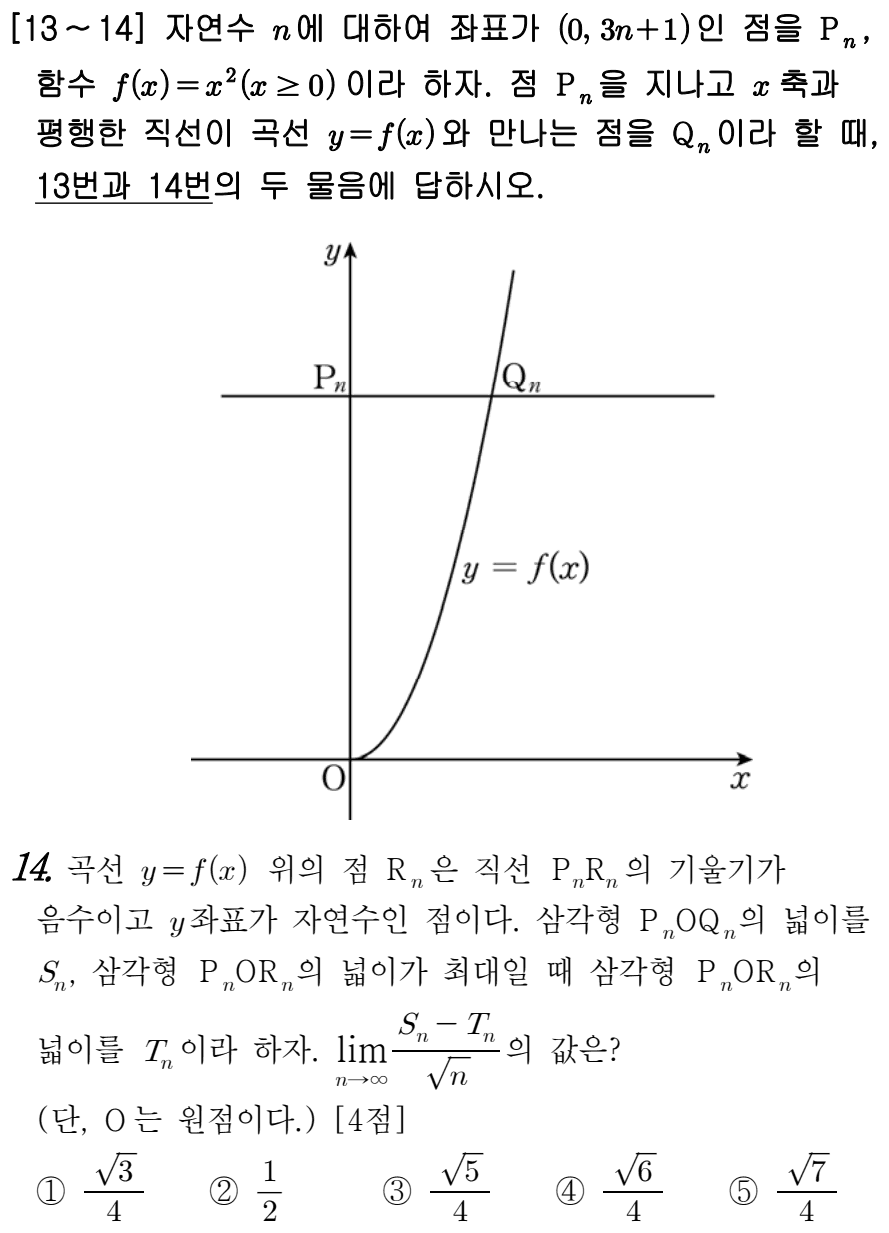 [13 ~ 14] 자연수 n에 대하여 좌표가 (0, 3n+1)인 점을 Pₙ,
함수 f(x)=x²(x ≥ 0)이라 하자. 점 Pₙ을 지나고 x축과
평행한 직선이 곡선 y=f(x)와 만나는 점을 Qₙ이라 할 때,
13번과 14번의 두 물음에 답하시오.
y
Pₙ
Qₙ
y = f(x)
O
x
14. 곡선 y=f(x) 위의 점 Rₙ은 직선 PₙRₙ의 기울기가
음수이고 y좌표가 자연수인 점이다. 삼각형 PₙOQₙ의 넓이를
Sₙ, 삼각형 PₙORₙ의 넓이가 최대일 때 삼각형 PₙORₙ의
넓이를 Tₙ이라 하자. lim n→∞ (Sₙ − Tₙ)/√n 의 값은?
(단, O는 원점이다.) [4점]
① √3/4 ② 1/2 ③ √5/4 ④ √6/4 ⑤ √7/4